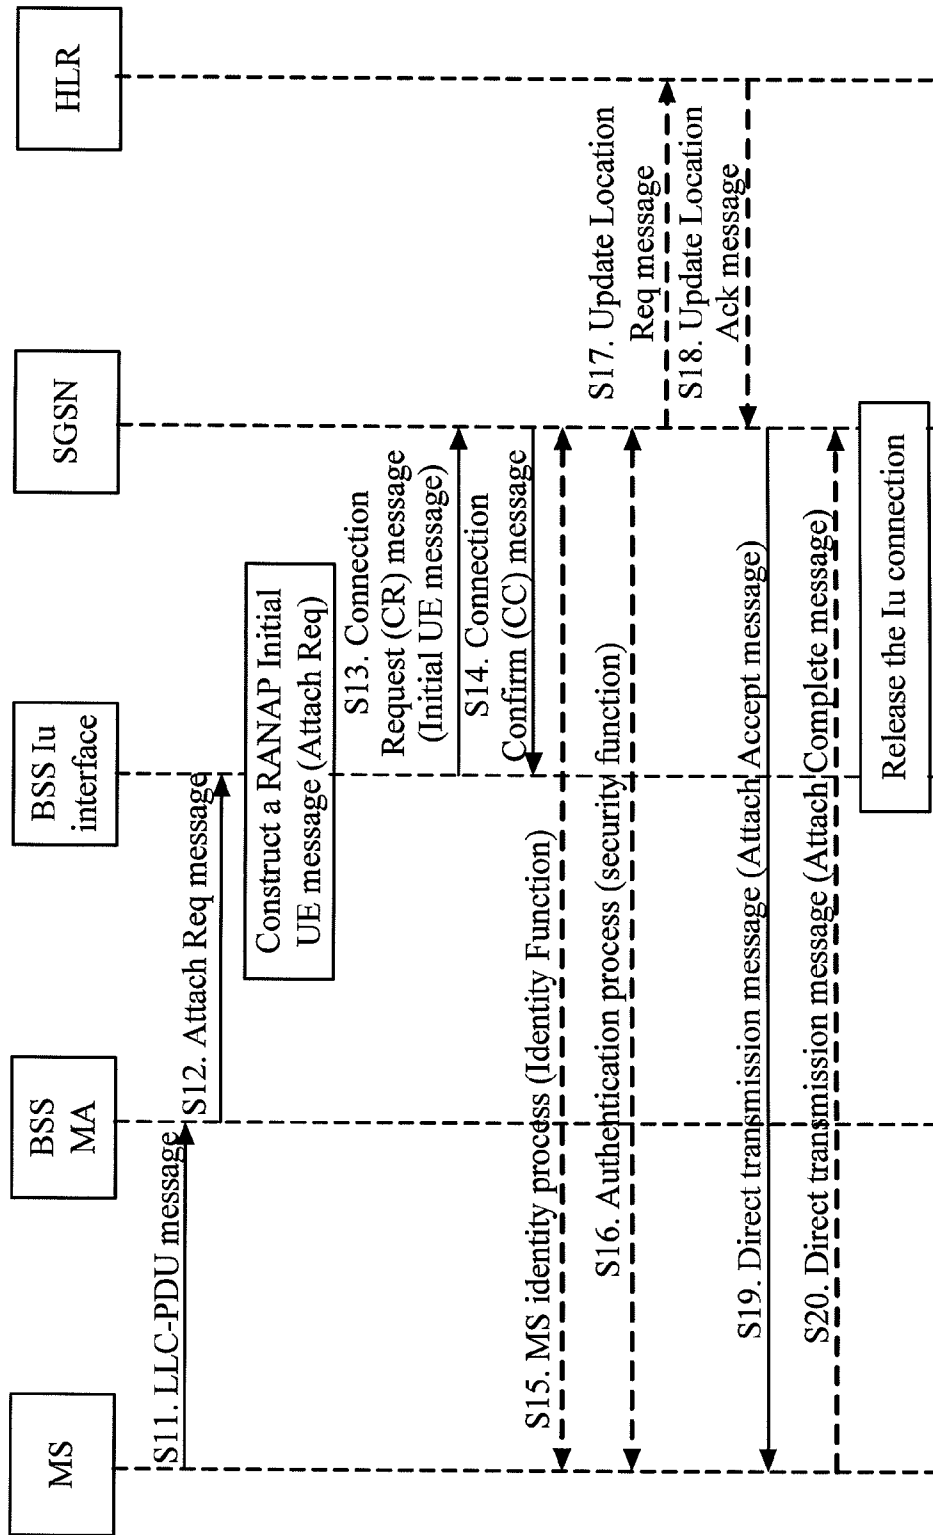 MS
BSS
MA
BSS Iu
interface
SGSN
HLR
S11. LLC-PDU message
S12. Attach Req message
Construct a RANAP Initial
UE message (Attach Req)
S13. Connection
Request (CR) message
(Initial UE message)
S14. Connection
Confirm (CC) message
S15. MS identity process (Identity Function)
S16. Authentication process (security function)
S17. Update Location
Req message
S18. Update Location
Ack message
S19. Direct transmission message (Attach Accept message)
S20. Direct transmission message (Attach Complete message)
Release the Iu connection